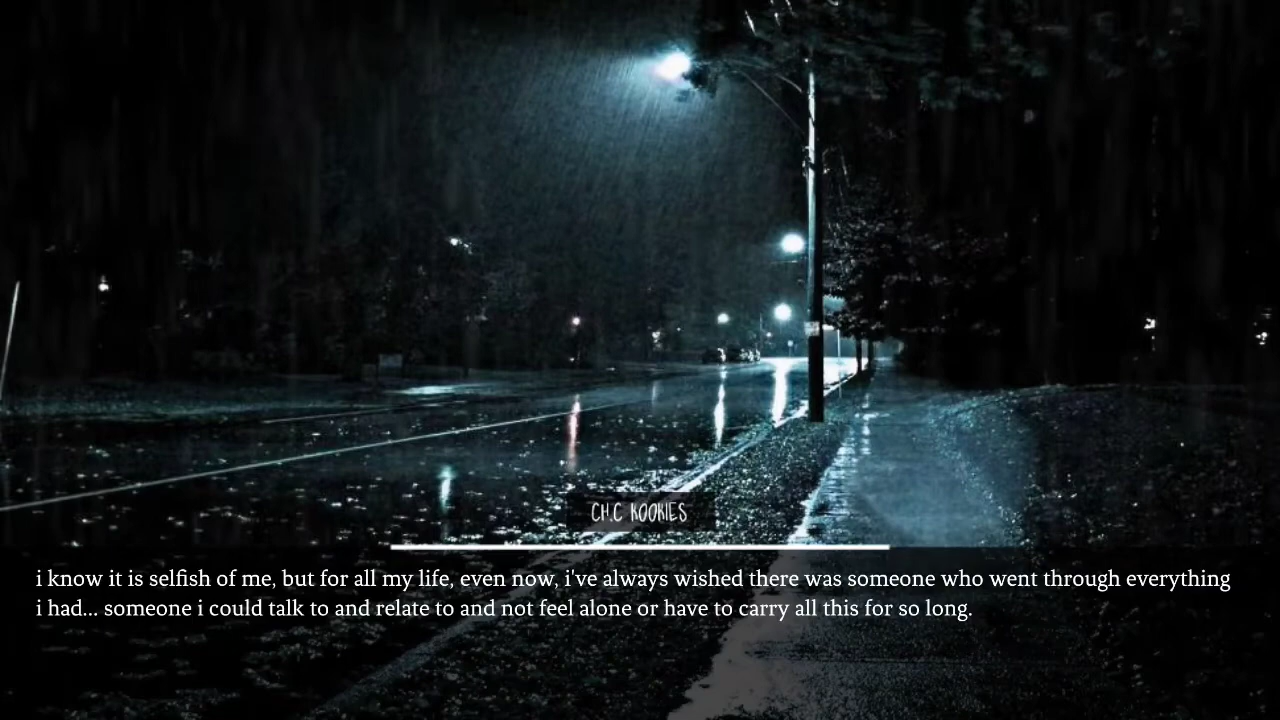 CH.C KOOKIES
i know it is selfish of me, but for all my life, even now, i've always wished there was someone who went through everything
i had... someone i could talk to and relate to and not feel alone or have to carry all this for so long.